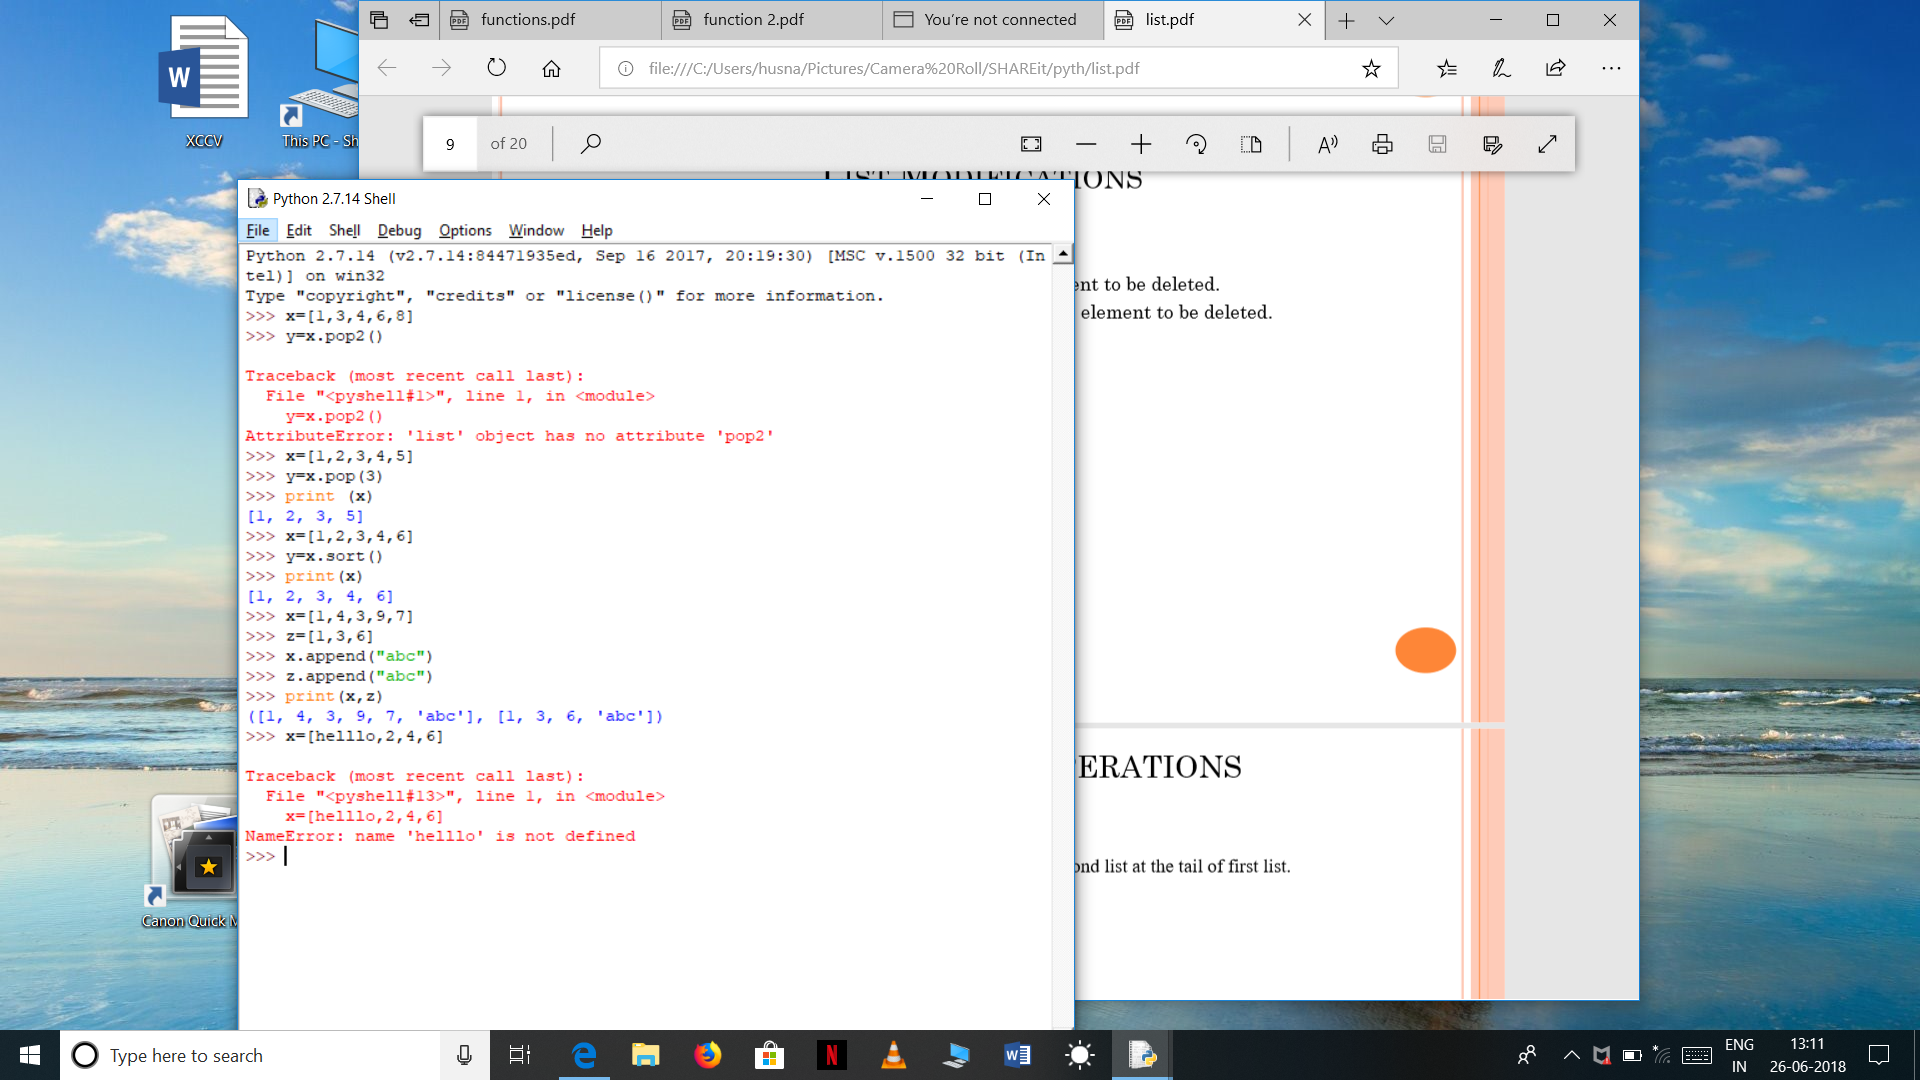 functions.pdf
function 2.pdf
You're not connected
list.pdf
file:///C:/Users/husna/Pictures/Camera%20Roll/SHAREit/pyth/list.pdf
9 of 20
LIST MODIFICATIONS
ent to be deleted.
element to be deleted.
ERATIONS
ond list at the tail of first list.
XCCV
This PC - Sh
Canon Quick M
Python 2.7.14 Shell
File Edit Shell Debug Options Window Help
Python 2.7.14 (v2.7.14:84471935ed, Sep 16 2017, 20:19:30) [MSC v.1500 32 bit (In
tel)] on win32
Type "copyright", "credits" or "license()" for more information.
>>> x=[1,3,4,6,8]
>>> y=x.pop2()
Traceback (most recent call last):
  File "<pyshell#1>", line 1, in <module>
    y=x.pop2()
AttributeError: 'list' object has no attribute 'pop2'
>>> x=[1,2,3,4,5]
>>> y=x.pop(3)
>>> print (x)
[1, 2, 3, 5]
>>> x=[1,2,3,4,6]
>>> y=x.sort()
>>> print(x)
[1, 2, 3, 4, 6]
>>> x=[1,4,3,9,7]
>>> z=[1,3,6]
>>> x.append("abc")
>>> z.append("abc")
>>> print(x,z)
([1, 4, 3, 9, 7, 'abc'], [1, 3, 6, 'abc'])
>>> x=[helllo,2,4,6]
Traceback (most recent call last):
  File "<pyshell#13>", line 1, in <module>
    x=[helllo,2,4,6]
NameError: name 'helllo' is not defined
>>>
Type here to search
ENG
IN
13:11
26-06-2018